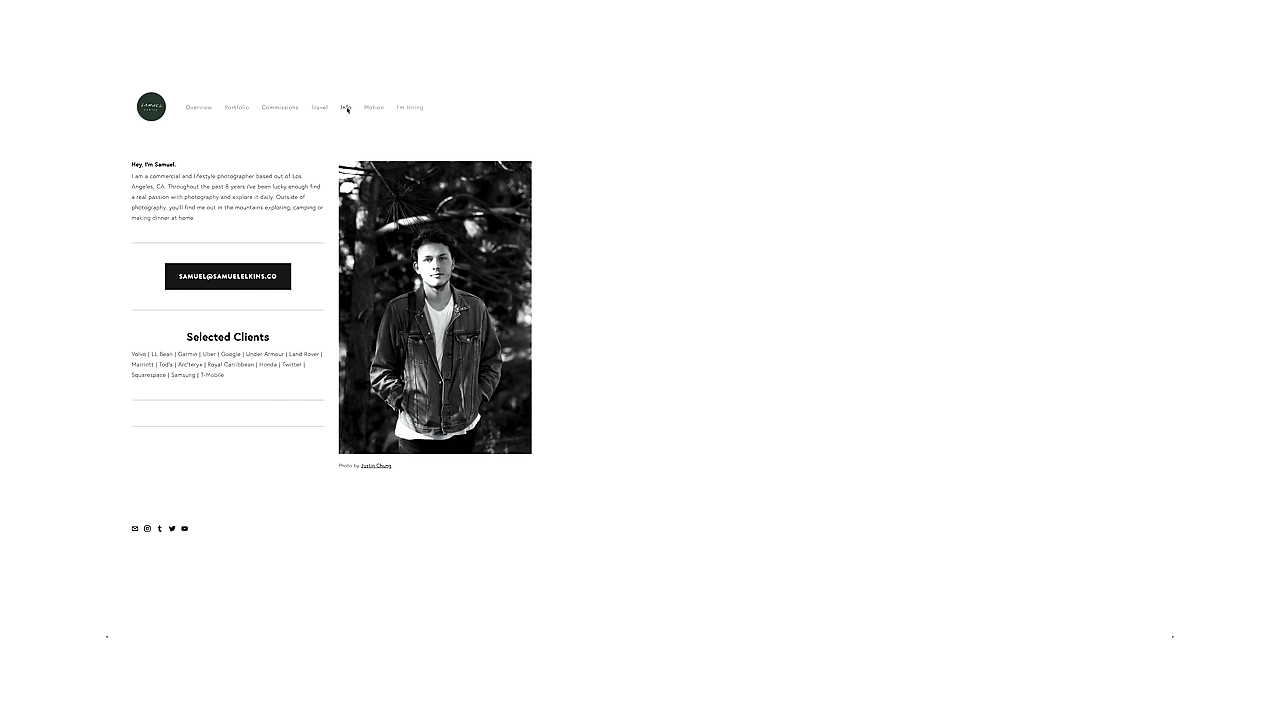 SAMUEL
Overview Portfolio Commissions Travel Info Motion I'm Hiring
Hey, I'm Samuel.
I am a commercial and lifestyle photographer based out of Los
Angeles, CA. Throughout the past 8 years I've been lucky enough find
a real passion with photography and explore it daily. Outside of
photography, you'll find me out in the mountains exploring, camping or
making dinner at home.
SAMUEL@SAMUELELKINS.CO
Selected Clients
Volvo | LL Bean | Garmin | Uber | Google | Under Armour | Land Rover |
Marriott | Tod's | Arc'teryx | Royal Carribbean | Honda | Twitter |
Squarespace | Samsung | T-Mobile
Photo by Justin Chung